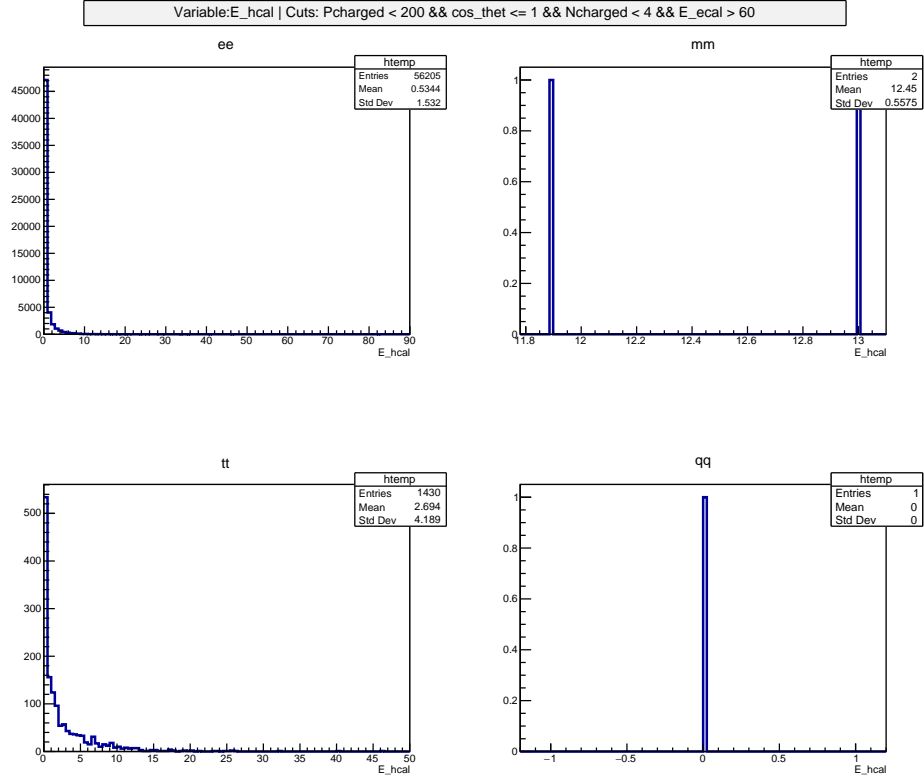 Variable:E_hcal | Cuts: Pcharged < 200 && cos_thet <= 1 && Ncharged < 4 && E_ecal > 60
ee
htemp
Entries 56205
Mean 0.5344
Std Dev 1.532
45000
40000
35000
30000
25000
20000
15000
10000
5000
0
0 10 20 30 40 50 60 70 80 90
E_hcal
mm
htemp
Entries 2
Mean 12.45
Std Dev 0.5575
1
0.8
0.6
0.4
0.2
0
11.8 12 12.2 12.4 12.6 12.8 13
E_hcal
tt
htemp
Entries 1430
Mean 2.694
Std Dev 4.189
500
400
300
200
100
0
0 5 10 15 20 25 30 35 40 45 50
E_hcal
qq
htemp
Entries 1
Mean 0
Std Dev 0
1
0.8
0.6
0.4
0.2
0
−1 −0.5 0 0.5 1
E_hcal